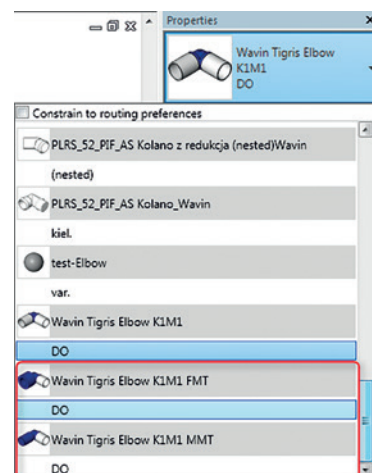 Properties
Wavin Tigris Elbow
K1M1
DO
Constrain to routing preferences
PLRS_52_PIF_AS Kolano z redukcja (nested)Wavin
(nested)
PLRS_52_PIF_AS Kolano_Wavin
kiel.
test-Elbow
var.
Wavin Tigris Elbow K1M1
DO
Wavin Tigris Elbow K1M1 FMT
DO
Wavin Tigris Elbow K1M1 MMT
DO